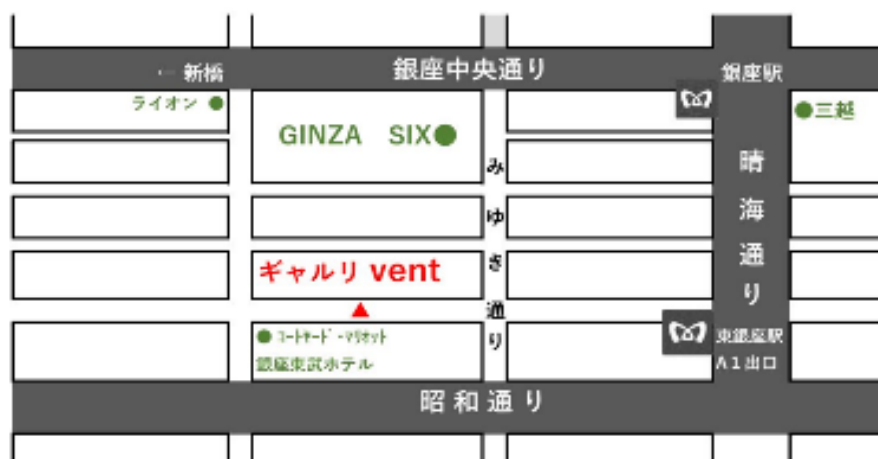 ← 新橋
銀座中央通り
銀座駅
ライオン
三越
GINZA SIX
みゆき通り
晴海通り
ギャルリ vent
コートヤード・マリオット
銀座東武ホテル
東銀座駅
A1出口
昭和通り